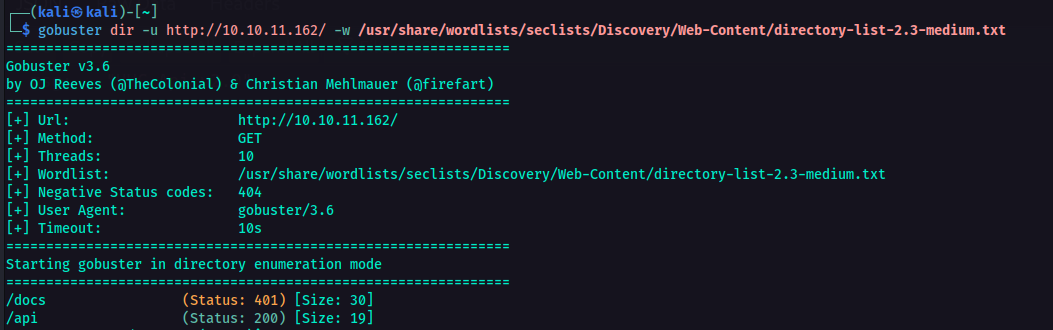 (kali㉿kali)-[~]
$ gobuster dir -u http://10.10.11.162/ -w /usr/share/wordlists/seclists/Discovery/Web-Content/directory-list-2.3-medium.txt
===============================================================
Gobuster v3.6
by OJ Reeves (@TheColonial) & Christian Mehlmauer (@firefart)
===============================================================
[+] Url: http://10.10.11.162/
[+] Method: GET
[+] Threads: 10
[+] Wordlist: /usr/share/wordlists/seclists/Discovery/Web-Content/directory-list-2.3-medium.txt
[+] Negative Status codes: 404
[+] User Agent: gobuster/3.6
[+] Timeout: 10s
===============================================================
Starting gobuster in directory enumeration mode
===============================================================
/docs (Status: 401) [Size: 30]
/api (Status: 200) [Size: 19]